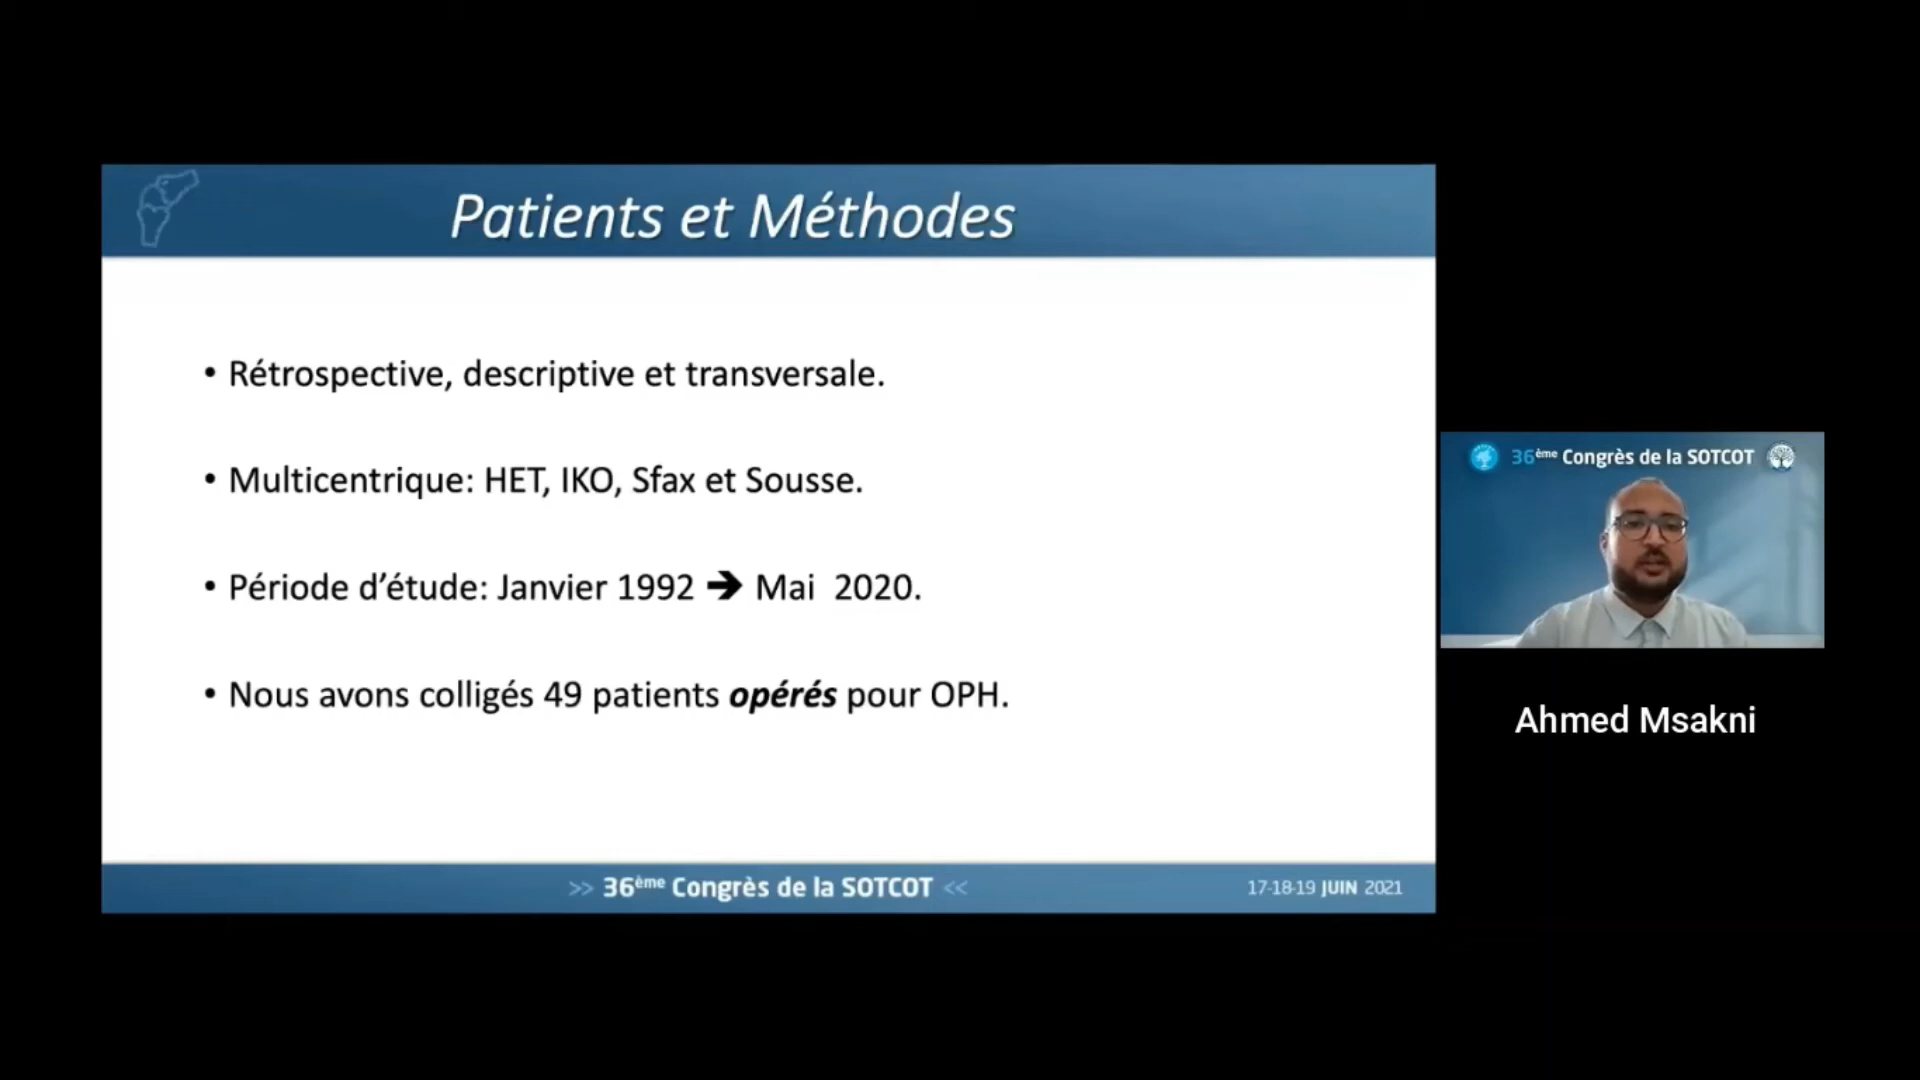 Patients et Méthodes
• Rétrospective, descriptive et transversale.
• Multicentrique: HET, IKO, Sfax et Sousse.
• Période d’étude: Janvier 1992 ➔ Mai 2020.
• Nous avons colligés 49 patients opérés pour OPH.
>> 36ème Congrès de la SOTCOT <<
17-18-19 JUIN 2021
36ème Congrès de la SOTCOT
Ahmed Msakni